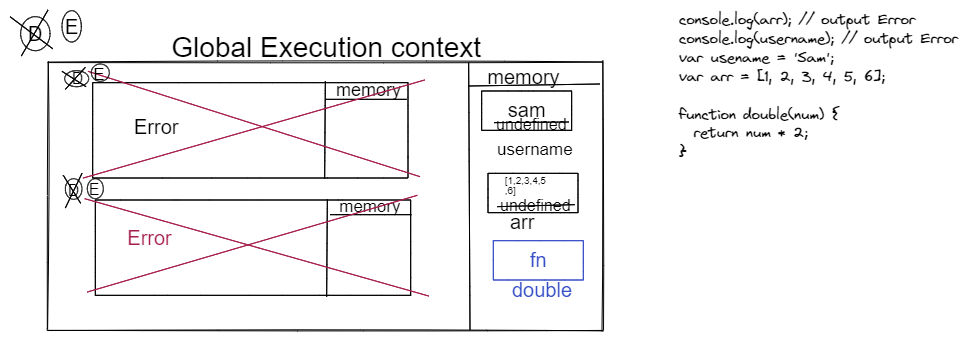 D E
Global Execution context
D E
memory
Error
D E
memory
Error
memory
sam
undefined
username
[1,2,3,4,5
,6]
undefined
arr
fn
double
console.log(arr); // output Error
console.log(username); // output Error
var usename = 'Sam';
var arr = [1, 2, 3, 4, 5, 6];
function double(num) {
return num * 2;
}